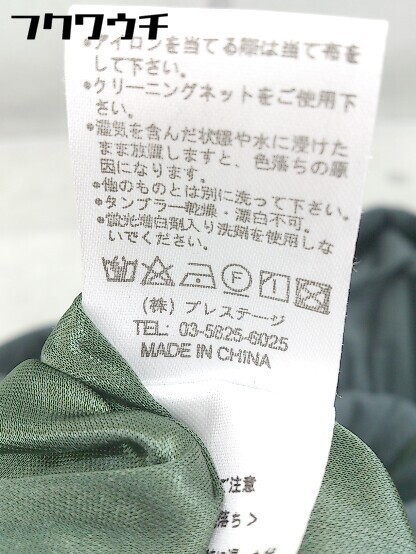 フクワウチ
•アイロンを当てる際は当て布を
して下さい。
•クリーニングネットをご使用下
さい。
•湿気を含んだ状態や水に浸けた
まま放置しますと、色落ちの原
因になります。
•他のものとは別に洗って下さい。
•タンブラー乾燥・漂白不可。
•蛍光増白剤入り洗剤を使用しな
いでください。
(株) プレステージ
TEL: 03-5825-6025
MADE IN CHINA
ご注意
落ち>